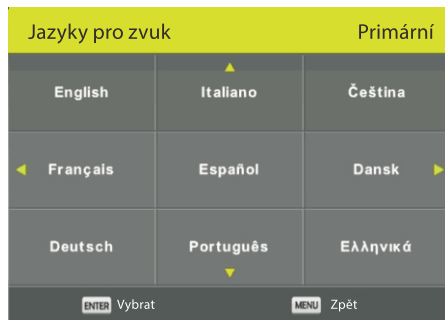 Jazyky pro zvuk Primární
English Italiano Čeština
Français Español Dansk
Deutsch Português Ελληνικά
ENTER Vybrat MENU Zpět